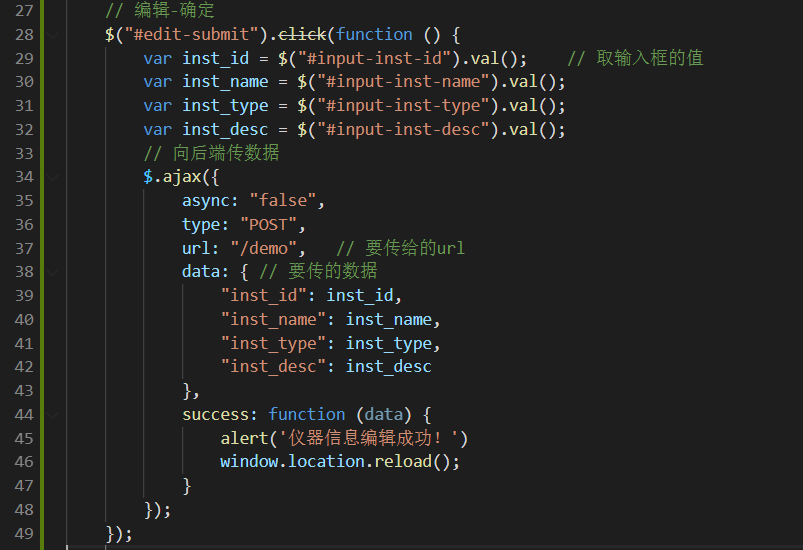 27 // 编辑-确定
28 $("#edit-submit").click(function () {
29 var inst_id = $("#input-inst-id").val(); // 取输入框的值
30 var inst_name = $("#input-inst-name").val();
31 var inst_type = $("#input-inst-type").val();
32 var inst_desc = $("#input-inst-desc").val();
33 // 向后端传数据
34 $.ajax({
35 async: "false",
36 type: "POST",
37 url: "/demo", // 要传给的url
38 data: { // 要传的数据
39 "inst_id": inst_id,
40 "inst_name": inst_name,
41 "inst_type": inst_type,
42 "inst_desc": inst_desc
43 },
44 success: function (data) {
45 alert('仪器信息编辑成功！')
46 window.location.reload();
47 }
48 });
49 });